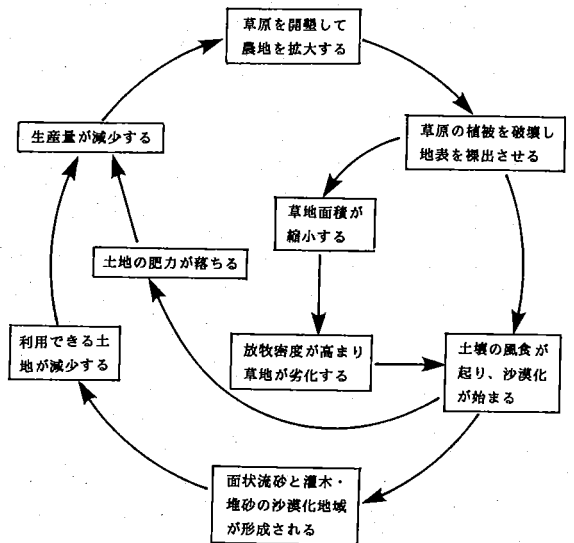 草原を開墾して
農地を拡大する
生産量が減少する
草原の植被を破壊し
地表を裸出させる
草地面積が
縮小する
土地の肥力が落ちる
利用できる土
地が減少する
放牧密度が高まり
草地が劣化する
土壌の風食が
起り、沙漠化
が始まる
面状流砂と灌木・
堆砂の沙漠化地域
が形成される